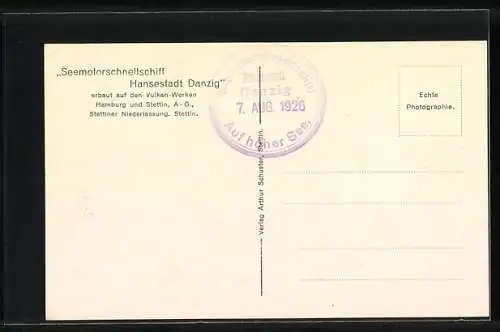 „Seemotorschnellschiff
Hansestadt Danzig"
erbaut auf den Vulkan-Werken
Hamburg und Stettin, A-G.,
Stettiner Niederlassung, Stettin.
Danzig
7. AUG. 1926
Auf hoher See.
Verlag Arthur Schuster, Stettin.
Echte
Photographie.